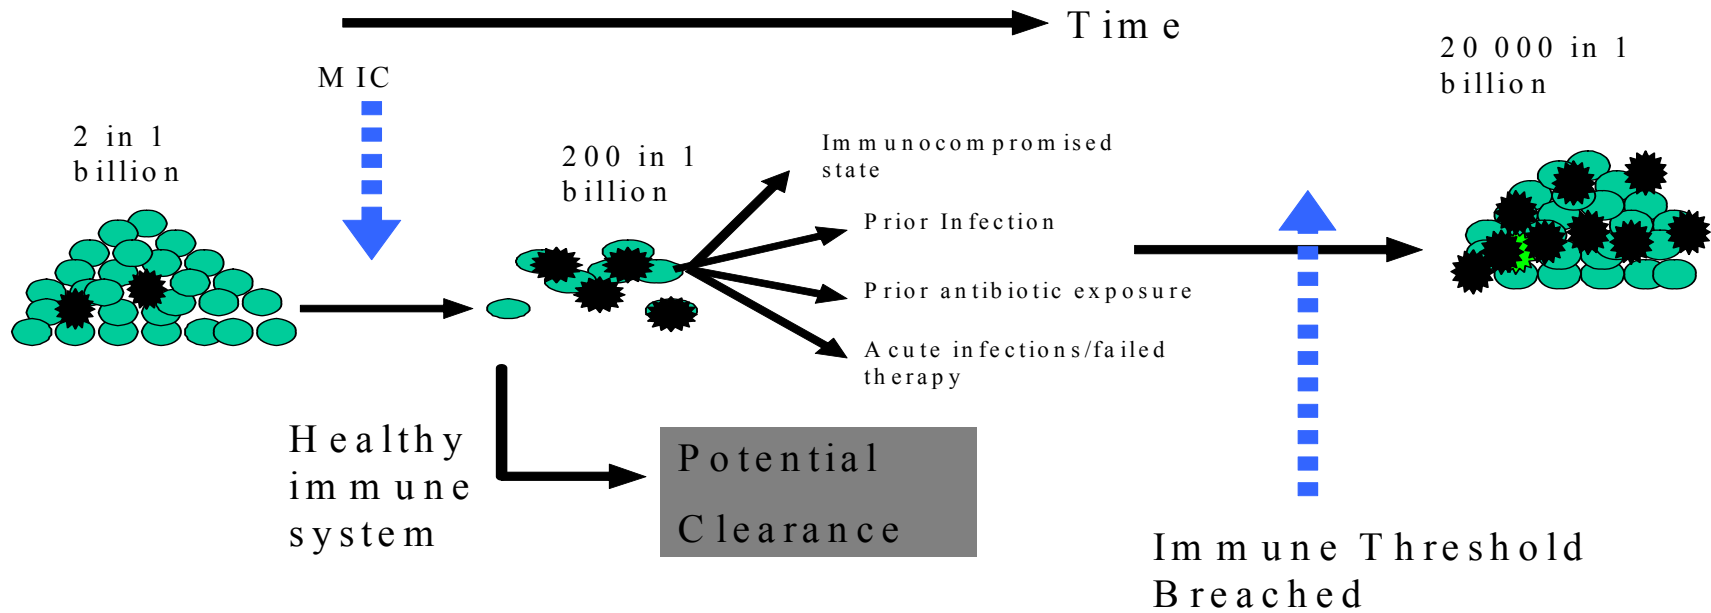 Time
20 000 in 1
billion
MIC
2 in 1
billion
200 in 1
billion
Immunocompromised
state
Prior Infection
Prior antibiotic exposure
Acute infections/failed
therapy
Healthy
immune
system
Potential
Clearance
Immune Threshold
Breached